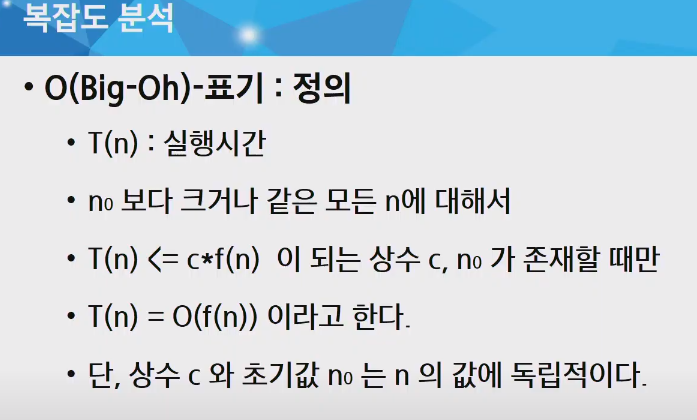 복잡도 분석
• O(Big-Oh)-표기 : 정의
• T(n) : 실행시간
• n₀ 보다 크거나 같은 모든 n에 대해서
• T(n) <= c*f(n) 이 되는 상수 c, n₀ 가 존재할 때만
• T(n) = O(f(n)) 이라고 한다.
• 단, 상수 c 와 초기값 n₀ 는 n 의 값에 독립적이다.